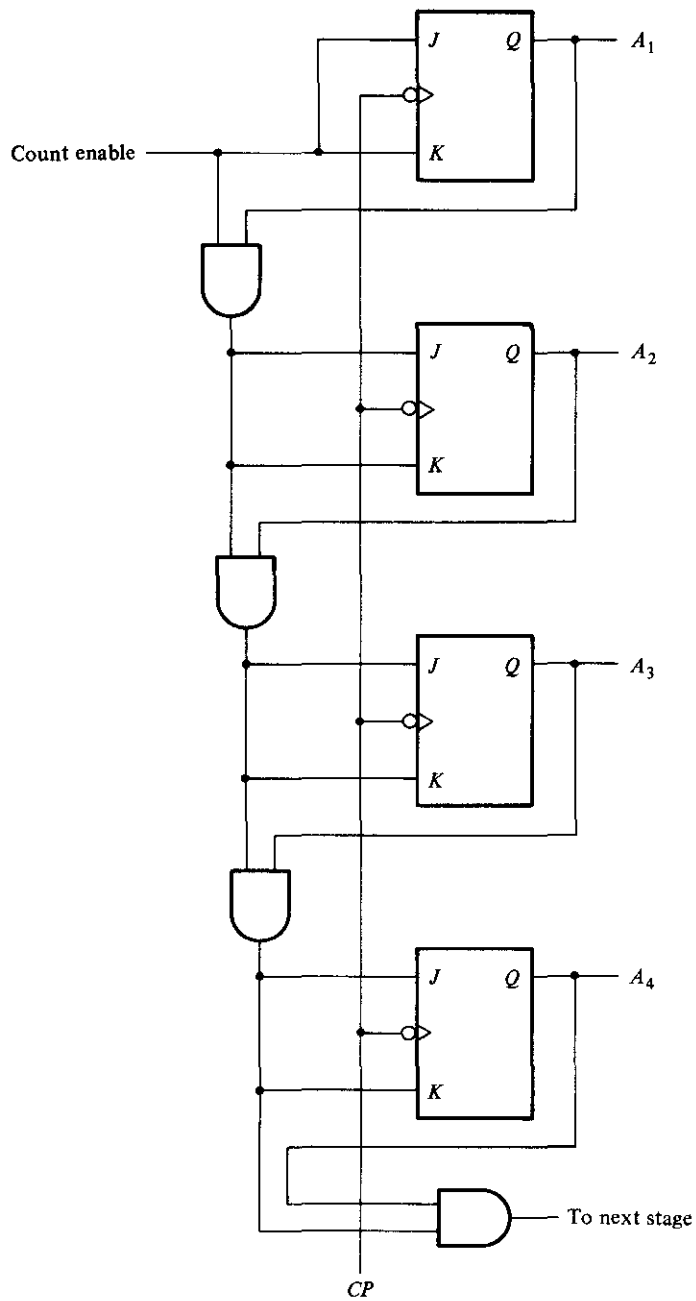 J Q A1
Count enable
K
J Q A2
K
J Q A3
K
J Q A4
K
To next stage
CP